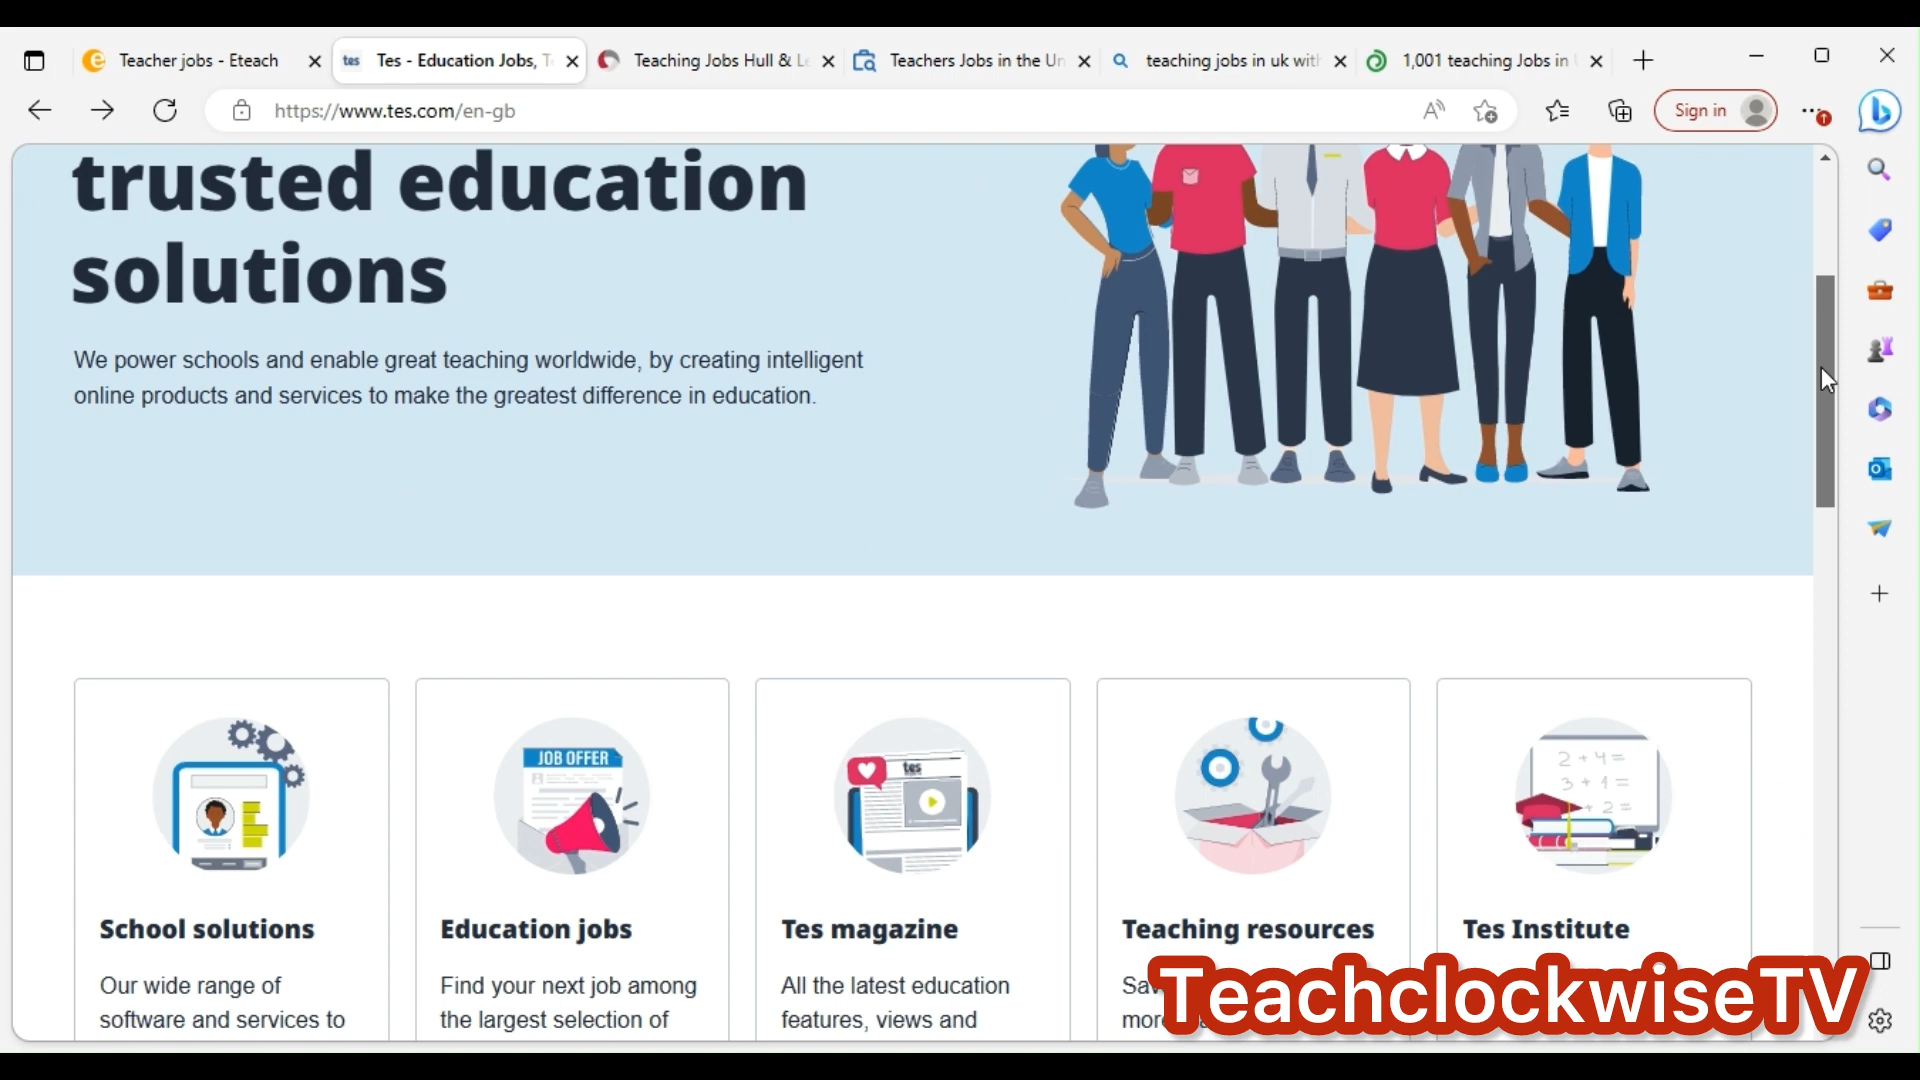 Teacher jobs - Eteach
tes
Tes - Education Jobs, T
Teaching Jobs Hull & L
Teachers Jobs in the Un
teaching jobs in uk wit
1,001 teaching Jobs in
https://www.tes.com/en-gb
Sign in
trusted education
solutions
We power schools and enable great teaching worldwide, by creating intelligent
online products and services to make the greatest difference in education.
JOB OFFER
tes
2 + 4 =
3 + 1 =
+ 2 =
School solutions
Education jobs
Tes magazine
Teaching resources
Tes Institute
Our wide range of
software and services to
Find your next job among
the largest selection of
All the latest education
features, views and
TeachclockwiseTV